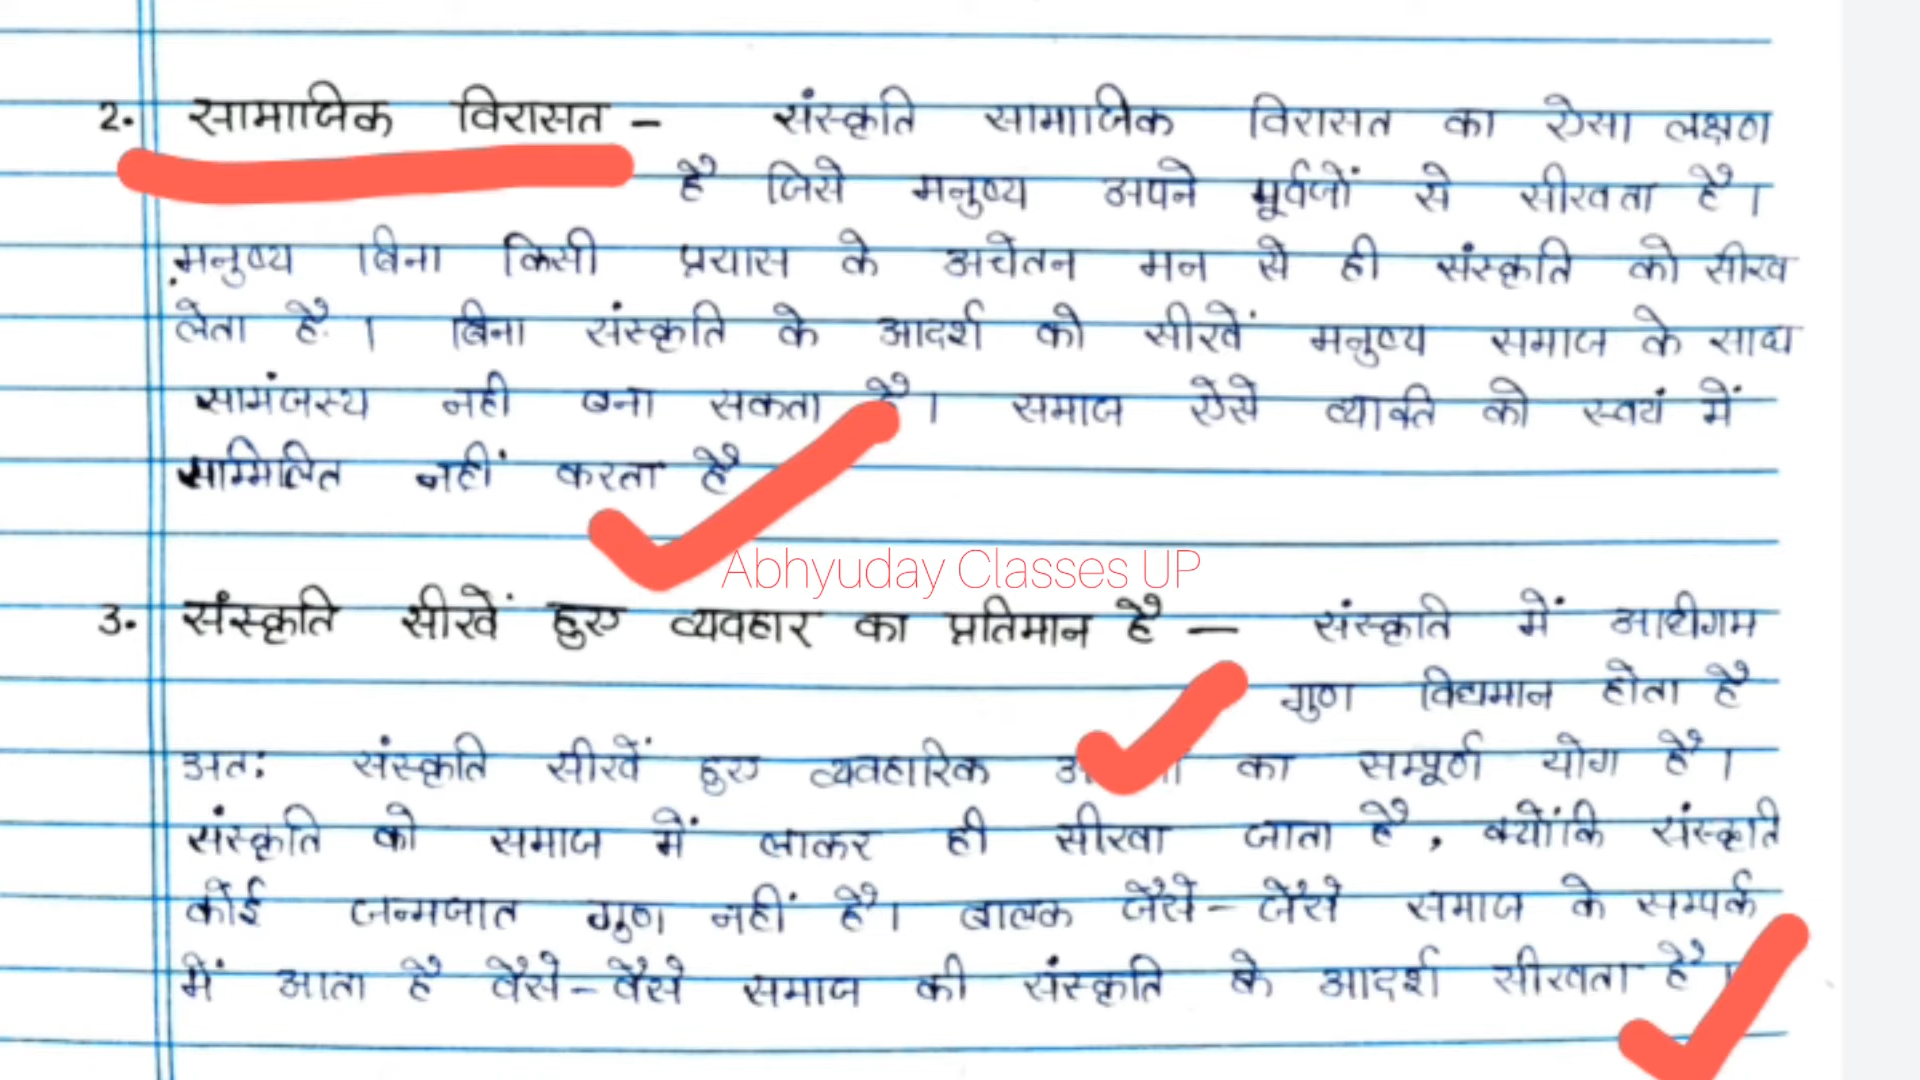 2. सामाजिक विरासत - संस्कृति सामाजिक विरासत का ऐसा लक्षण
है जिसे मनुष्य अपने पूर्वजों से सीखता है।
मनुष्य बिना किसी प्रयास के अचेतन मन से ही संस्कृति को सीख
लेता है। बिना संस्कृति के आदर्श को सीखें मनुष्य समाज के साथ
सामंजस्य नही बना सकता है। समाज ऐसे व्यक्ति को स्वयं में
सम्मिलित नहीं करता है
Abhyuday Classes UP
3. संस्कृति सीखें हुए व्यवहार का प्रतिमान है - संस्कृति में अधीगम
गुण विद्यमान होता है
अतः संस्कृति सीखें हुए व्यवहारिक का सम्पूर्ण योग है।
संस्कृति को समाज में लाकर ही सीखा जाता है, क्योंकि संस्कृति
कोई जन्मजात गुण नहीं है। बालक जैसे-जैसे समाज के सम्पर्क
में आता है वैसे-वैसे समाज की संस्कृति के आदर्श सीखता है।